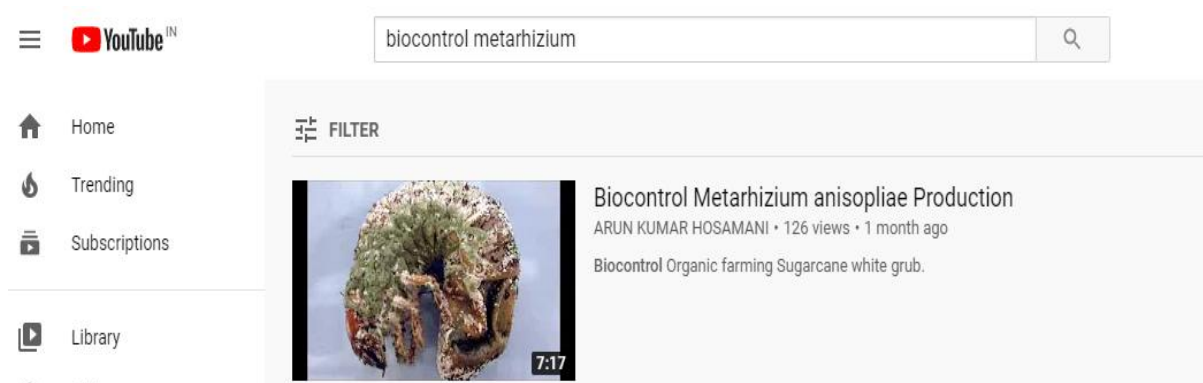 YouTube IN
biocontrol metarhizium
Home
Trending
Subscriptions
Library
FILTER
7:17
Biocontrol Metarhizium anisopliae Production
ARUN KUMAR HOSAMANI • 126 views • 1 month ago
Biocontrol Organic farming Sugarcane white grub.